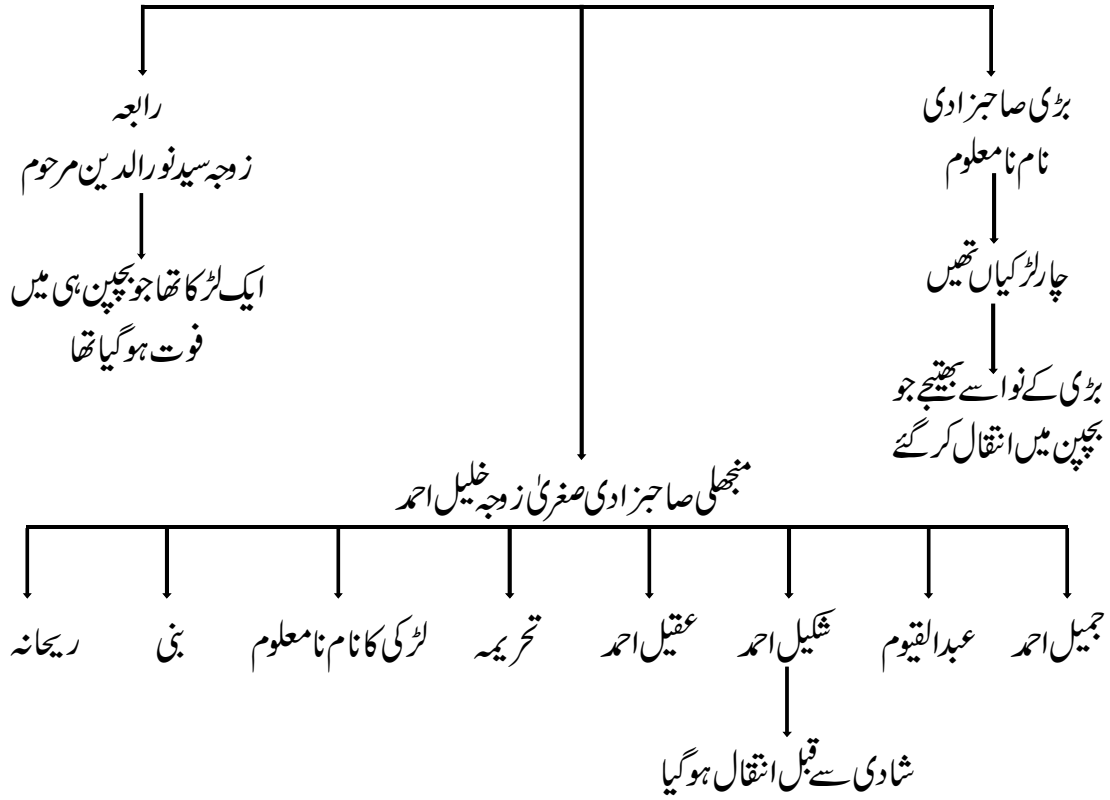 بڑی صاحبزادی
نام نامعلوم
چار لڑکیاں تھیں
بڑی کے نواسے بھتیجے جو
بچپن میں انتقال کر گئے
رابعہ
زوجہ سید نور الدین مرحوم
ایک لڑکا تھا جو بچپن ہی میں
فوت ہو گیا تھا
منجھلی صاحبزادی صغریٰ زوجہ خلیل احمد
جمیل احمد
عبدالقیوم
شکیل احمد
عقیل احمد
تحریمہ
لڑکی کا نام نامعلوم
بنی
ریحانہ
شادی سے قبل انتقال ہو گیا